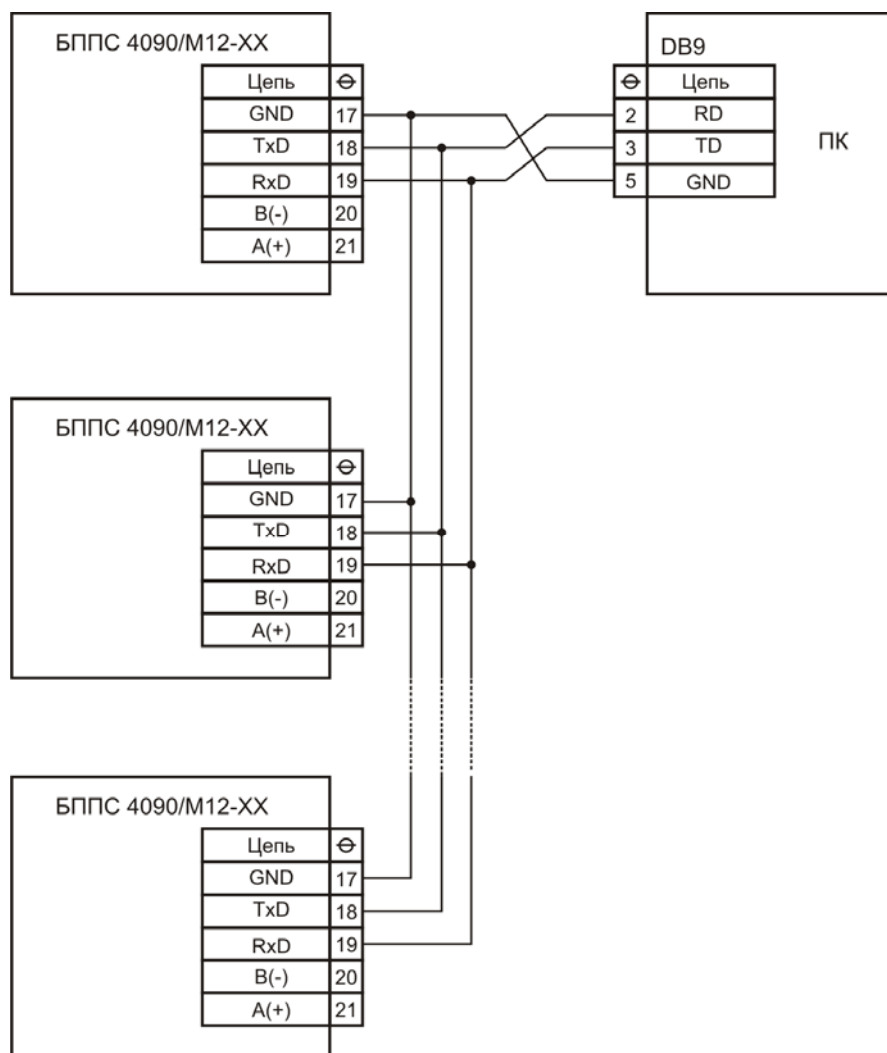 БППС 4090/М12-ХХ
Цепь
GND 17
TxD 18
RxD 19
B(-) 20
A(+) 21
DB9
Цепь
2 RD
3 TD
5 GND
ПК
БППС 4090/М12-ХХ
Цепь
GND 17
TxD 18
RxD 19
B(-) 20
A(+) 21
БППС 4090/М12-ХХ
Цепь
GND 17
TxD 18
RxD 19
B(-) 20
A(+) 21